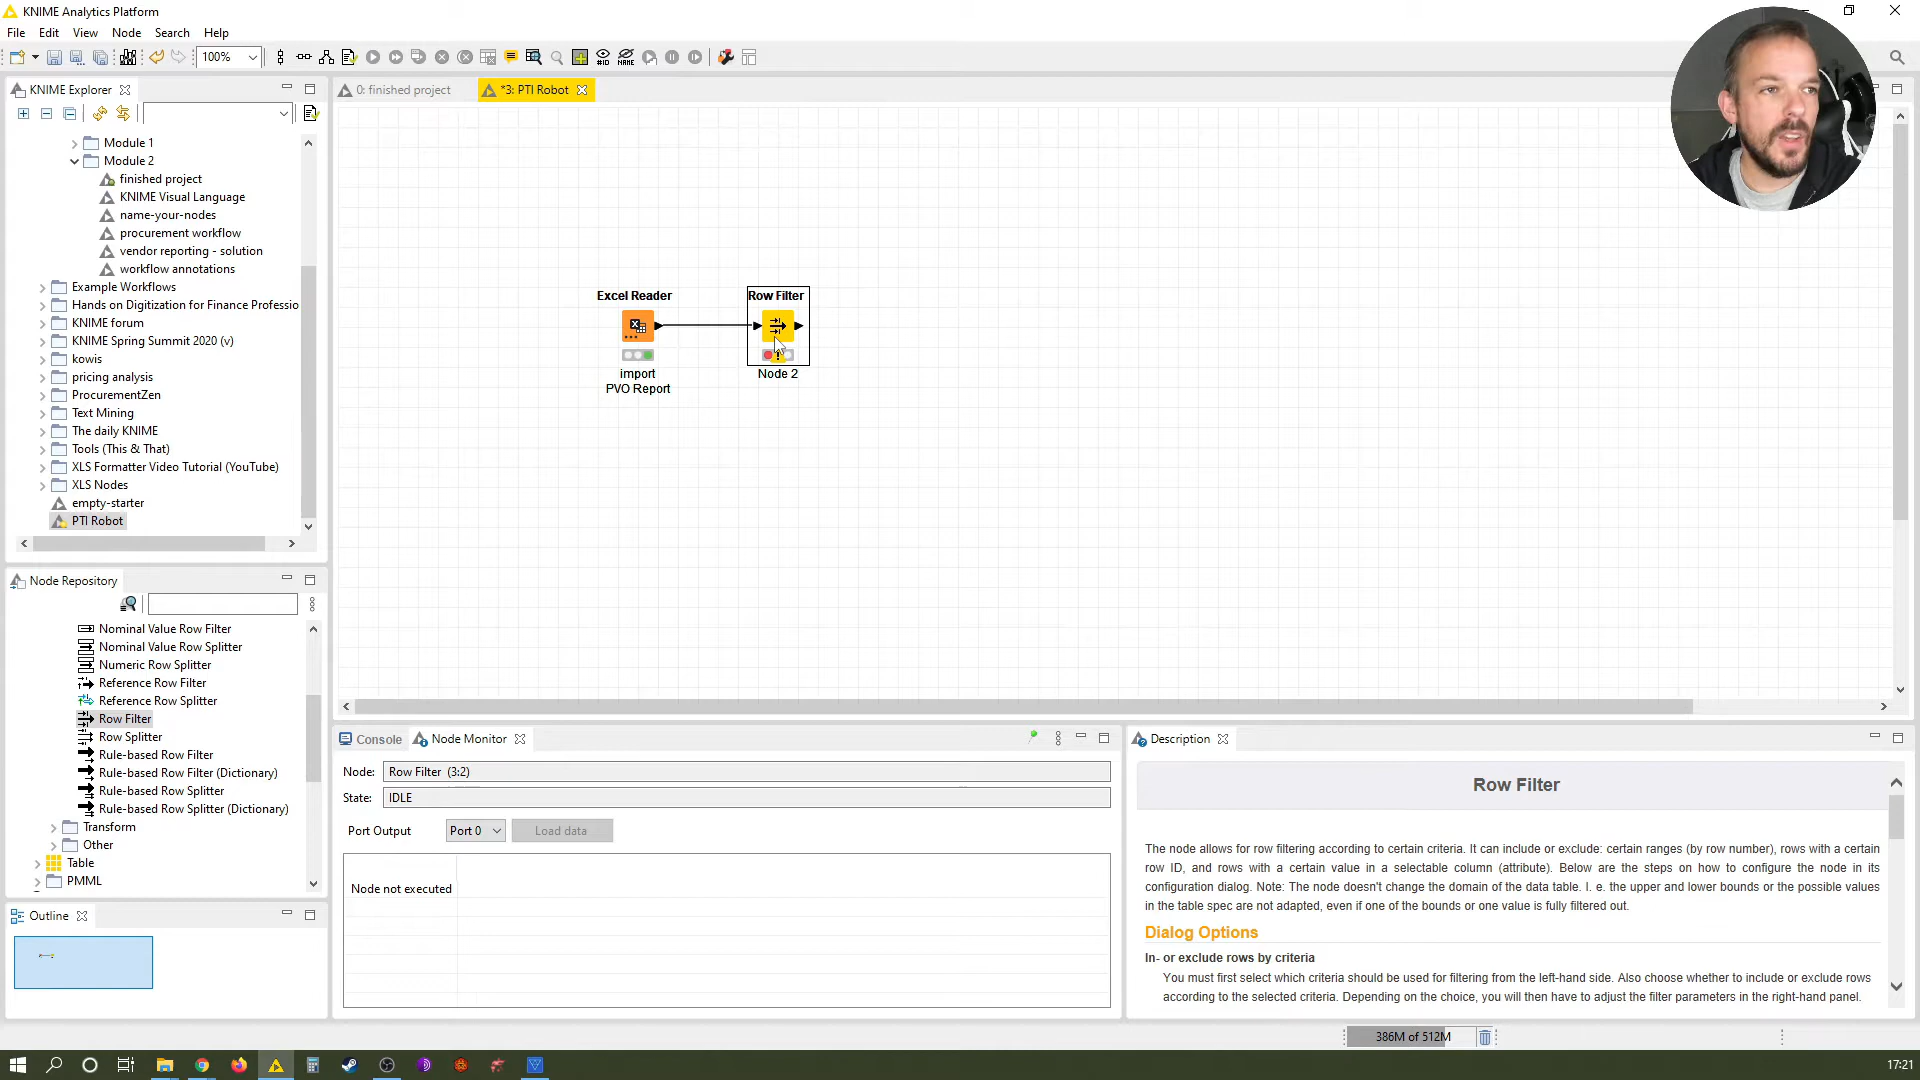 KNIME Analytics Platform
File Edit View Node Search Help
100%
#ID
NAME
KNIME Explorer
0: finished project
*3: PTI Robot
Module 1
Module 2
finished project
KNIME Visual Language
name-your-nodes
procurement workflow
vendor reporting - solution
workflow annotations
Example Workflows
Hands on Digitization for Finance Professio
KNIME forum
KNIME Spring Summit 2020 (v)
kowis
pricing analysis
ProcurementZen
Text Mining
The daily KNIME
Tools (This & That)
XLS Formatter Video Tutorial (YouTube)
XLS Nodes
empty-starter
PTI Robot
Excel Reader
Row Filter
import
PVO Report
Node 2
Node Repository
Nominal Value Row Filter
Nominal Value Row Splitter
Numeric Row Splitter
Reference Row Filter
Reference Row Splitter
Row Filter
Row Splitter
Rule-based Row Filter
Rule-based Row Filter (Dictionary)
Rule-based Row Splitter
Rule-based Row Splitter (Dictionary)
Transform
Other
Table
PMML
Outline
Console
Node Monitor
Node: Row Filter (3:2)
State: IDLE
Port Output Port 0 Load data
Node not executed
Description
Row Filter
The node allows for row filtering according to certain criteria. It can include or exclude: certain ranges (by row number), rows with a certain
row ID, and rows with a certain value in a selectable column (attribute). Below are the steps on how to configure the node in its
configuration dialog. Note: The node doesn't change the domain of the data table. I. e. the upper and lower bounds or the possible values
in the table spec are not adapted, even if one of the bounds or one value is fully filtered out.
Dialog Options
In- or exclude rows by criteria
You must first select which criteria should be used for filtering from the left-hand side. Also choose whether to include or exclude rows
according to the selected criteria. Depending on the choice, you will then have to adjust the filter parameters in the right-hand panel.
386M of 512M
17:21